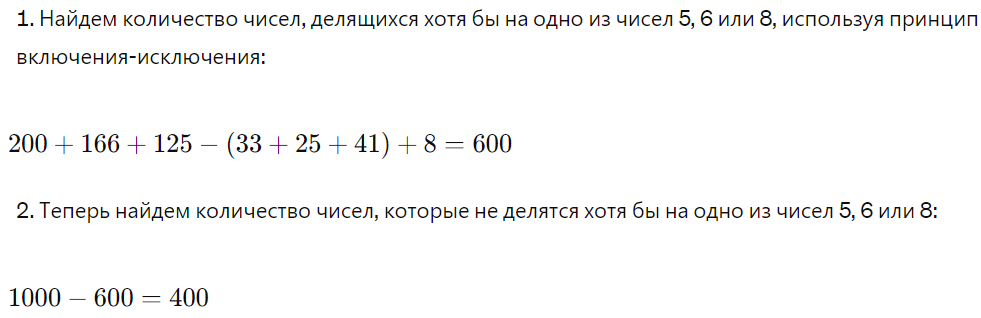 1. Найдем количество чисел, делящихся хотя бы на одно из чисел 5, 6 или 8, используя принцип
включения-исключения:
200 + 166 + 125 − (33 + 25 + 41) + 8 = 600
2. Теперь найдем количество чисел, которые не делятся хотя бы на одно из чисел 5, 6 или 8:
1000 − 600 = 400